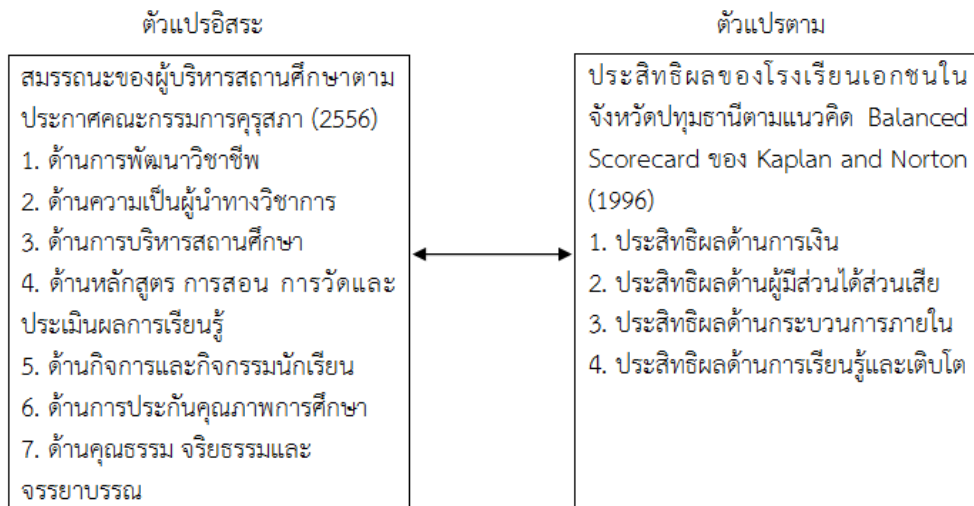 ตัวแปรอิสระ
สมรรถนะของผู้บริหารสถานศึกษาตาม
ประกาศคณะกรรมการคุรุสภา (2556)
1. ด้านการพัฒนาวิชาชีพ
2. ด้านความเป็นผู้นำทางวิชาการ
3. ด้านการบริหารสถานศึกษา
4. ด้านหลักสูตร การสอน การวัดและ
ประเมินผลการเรียนรู้
5. ด้านกิจการและกิจกรรมนักเรียน
6. ด้านการประกันคุณภาพการศึกษา
7. ด้านคุณธรรม จริยธรรมและ
จรรยาบรรณ
ตัวแปรตาม
ประสิทธิผลของโรงเรียนเอกชนใน
จังหวัดปทุมธานีตามแนวคิด Balanced
Scorecard ของ Kaplan and Norton
(1996)
1. ประสิทธิผลด้านการเงิน
2. ประสิทธิผลด้านผู้มีส่วนได้ส่วนเสีย
3. ประสิทธิผลด้านกระบวนการภายใน
4. ประสิทธิผลด้านการเรียนรู้และเติบโต